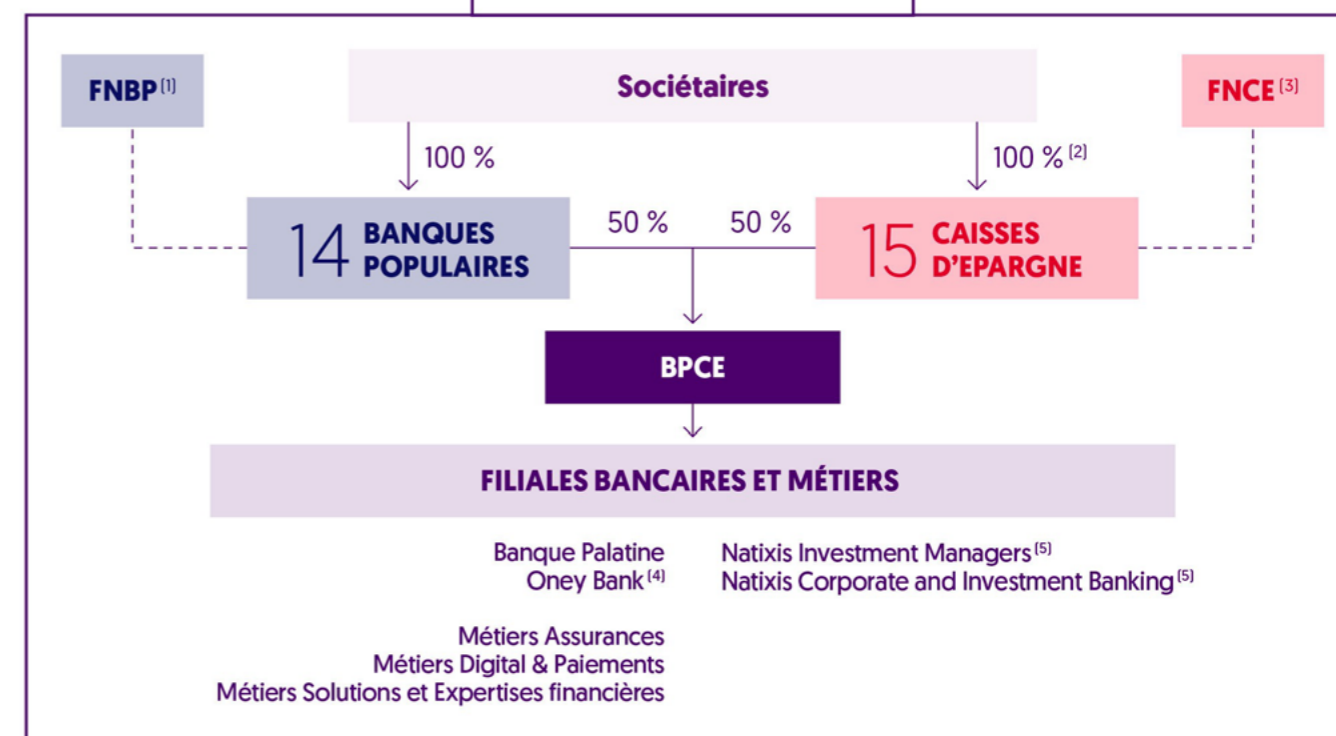 FNBP (1)
Sociétaires
FNCE (3)
100 %
100 % (2)
14 BANQUES
POPULAIRES
50 %
50 %
15 CAISSES
D'EPARGNE
BPCE
FILIALES BANCAIRES ET MÉTIERS
Banque Palatine
Oney Bank (4)
Natixis Investment Managers (5)
Natixis Corporate and Investment Banking (5)
Métiers Assurances
Métiers Digital & Paiements
Métiers Solutions et Expertises financières